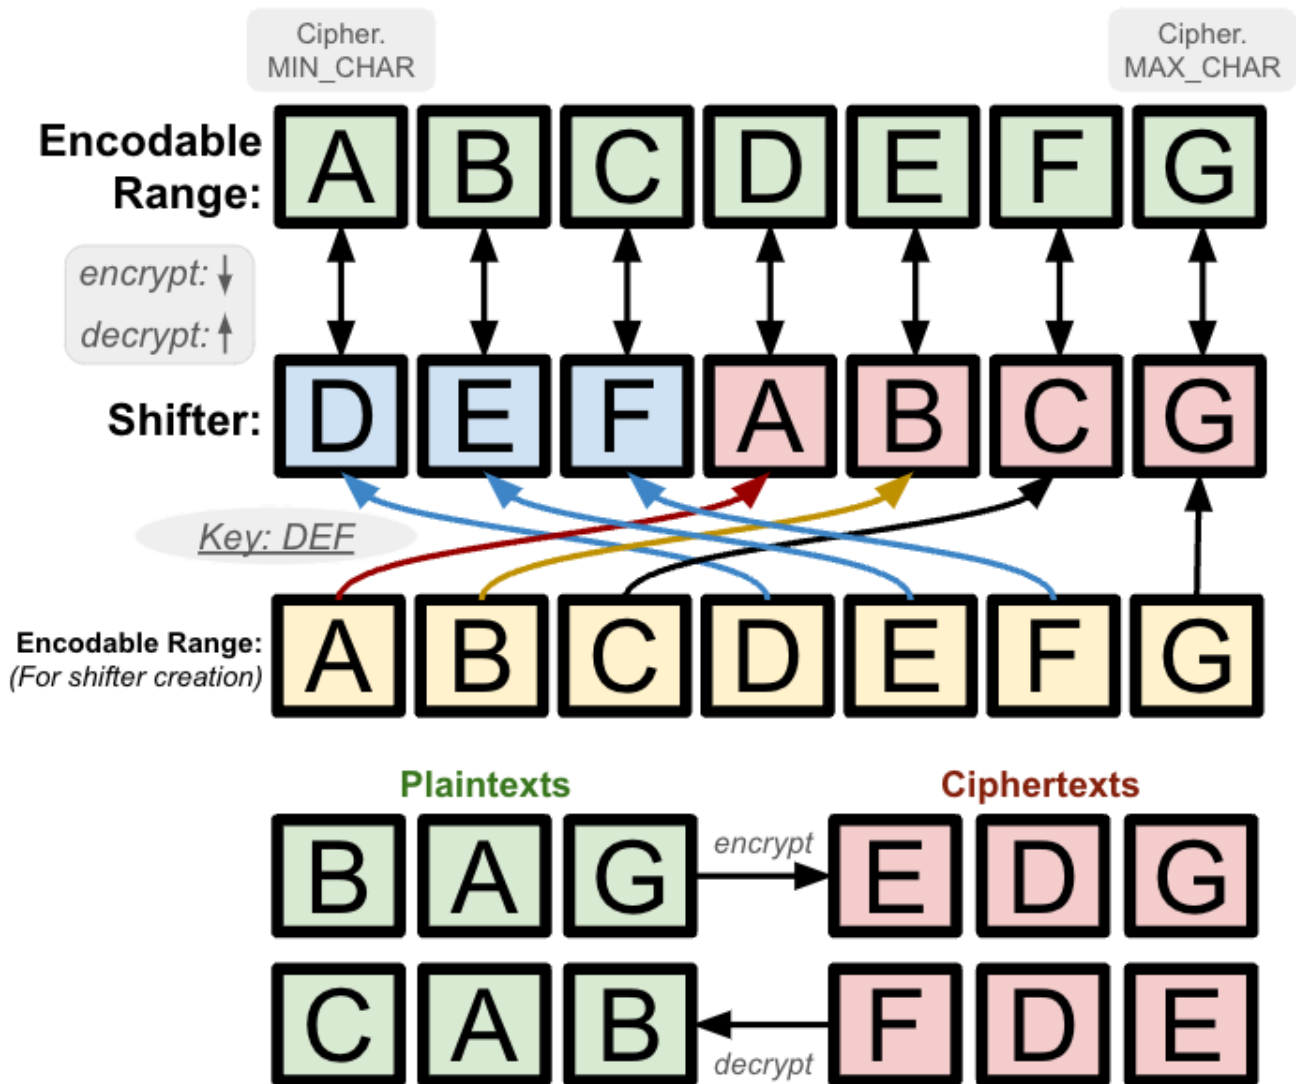 Cipher.
MIN_CHAR
Cipher.
MAX_CHAR
Encodable
Range:
A B C D E F G
encrypt: ↓
decrypt: ↑
Shifter:
D E F A B C G
Key: DEF
Encodable Range:
(For shifter creation)
A B C D E F G
Plaintexts
Ciphertexts
B A G
encrypt
E D G
C A B
decrypt
F D E